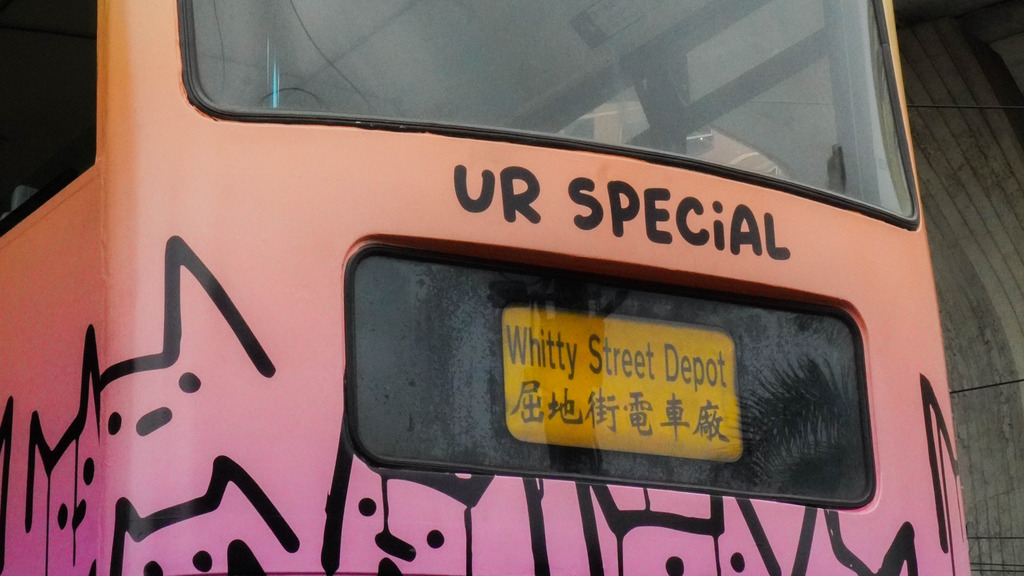 UR SPECiAL
Whitty Street Depot
屈地街電車廠